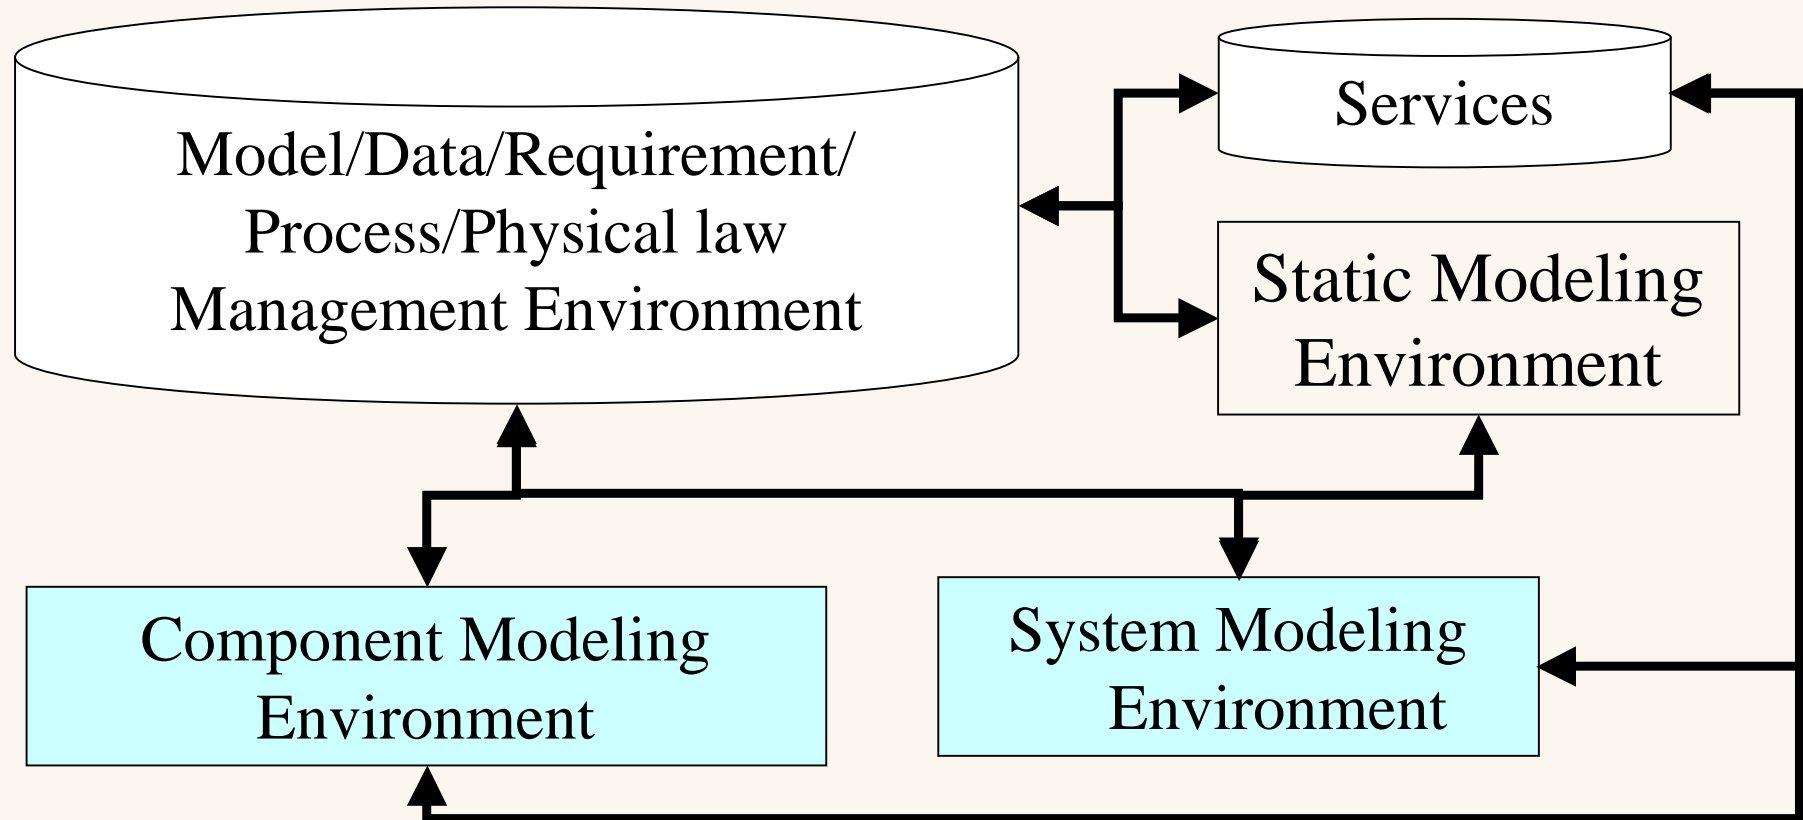 Model/Data/Requirement/
Process/Physical law
Management Environment
Services
Static Modeling
Environment
Component Modeling
Environment
System Modeling
Environment